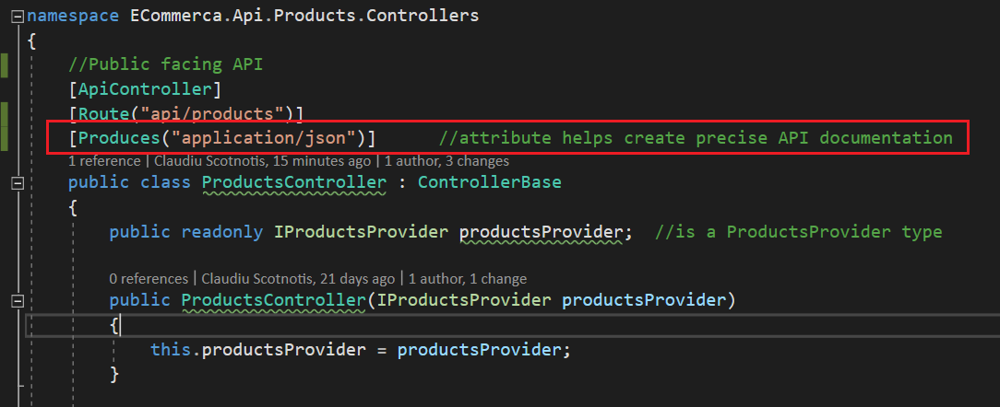 namespace ECommerca.Api.Products.Controllers
{
//Public facing API
[ApiController]
[Route("api/products")]
[Produces("application/json")] //attribute helps create precise API documentation
1 reference | Claudiu Scotnotis, 15 minutes ago | 1 author, 3 changes
public class ProductsController : ControllerBase
{
public readonly IProductsProvider productsProvider; //is a ProductsProvider type
0 references | Claudiu Scotnotis, 21 days ago | 1 author, 1 change
public ProductsController(IProductsProvider productsProvider)
{
this.productsProvider = productsProvider;
}